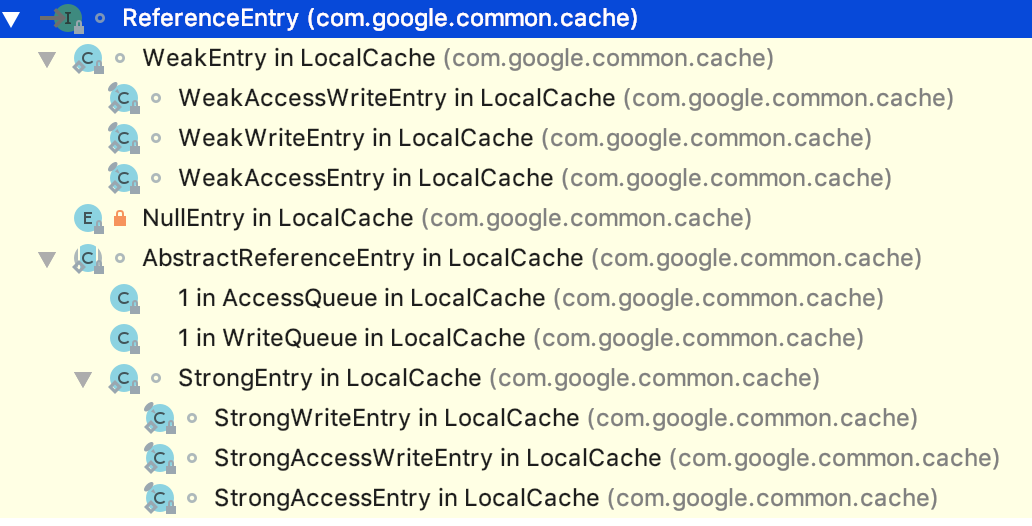 ReferenceEntry (com.google.common.cache)
WeakEntry in LocalCache (com.google.common.cache)
WeakAccessWriteEntry in LocalCache (com.google.common.cache)
WeakWriteEntry in LocalCache (com.google.common.cache)
WeakAccessEntry in LocalCache (com.google.common.cache)
NullEntry in LocalCache (com.google.common.cache)
AbstractReferenceEntry in LocalCache (com.google.common.cache)
1 in AccessQueue in LocalCache (com.google.common.cache)
1 in WriteQueue in LocalCache (com.google.common.cache)
StrongEntry in LocalCache (com.google.common.cache)
StrongWriteEntry in LocalCache (com.google.common.cache)
StrongAccessWriteEntry in LocalCache (com.google.common.cache)
StrongAccessEntry in LocalCache (com.google.common.cache)